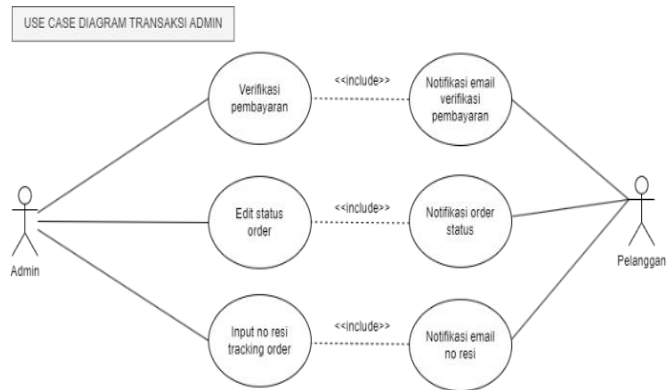 USE CASE DIAGRAM TRANSAKSI ADMIN
Verifikasi
pembayaran
<<include>>
Notifikasi email
verifikasi
pembayaran
Edit status
order
<<include>>
Notifikasi order
status
Admin
Pelanggan
Input no resi
tracking order
<<include>>
Notifikasi email
no resi